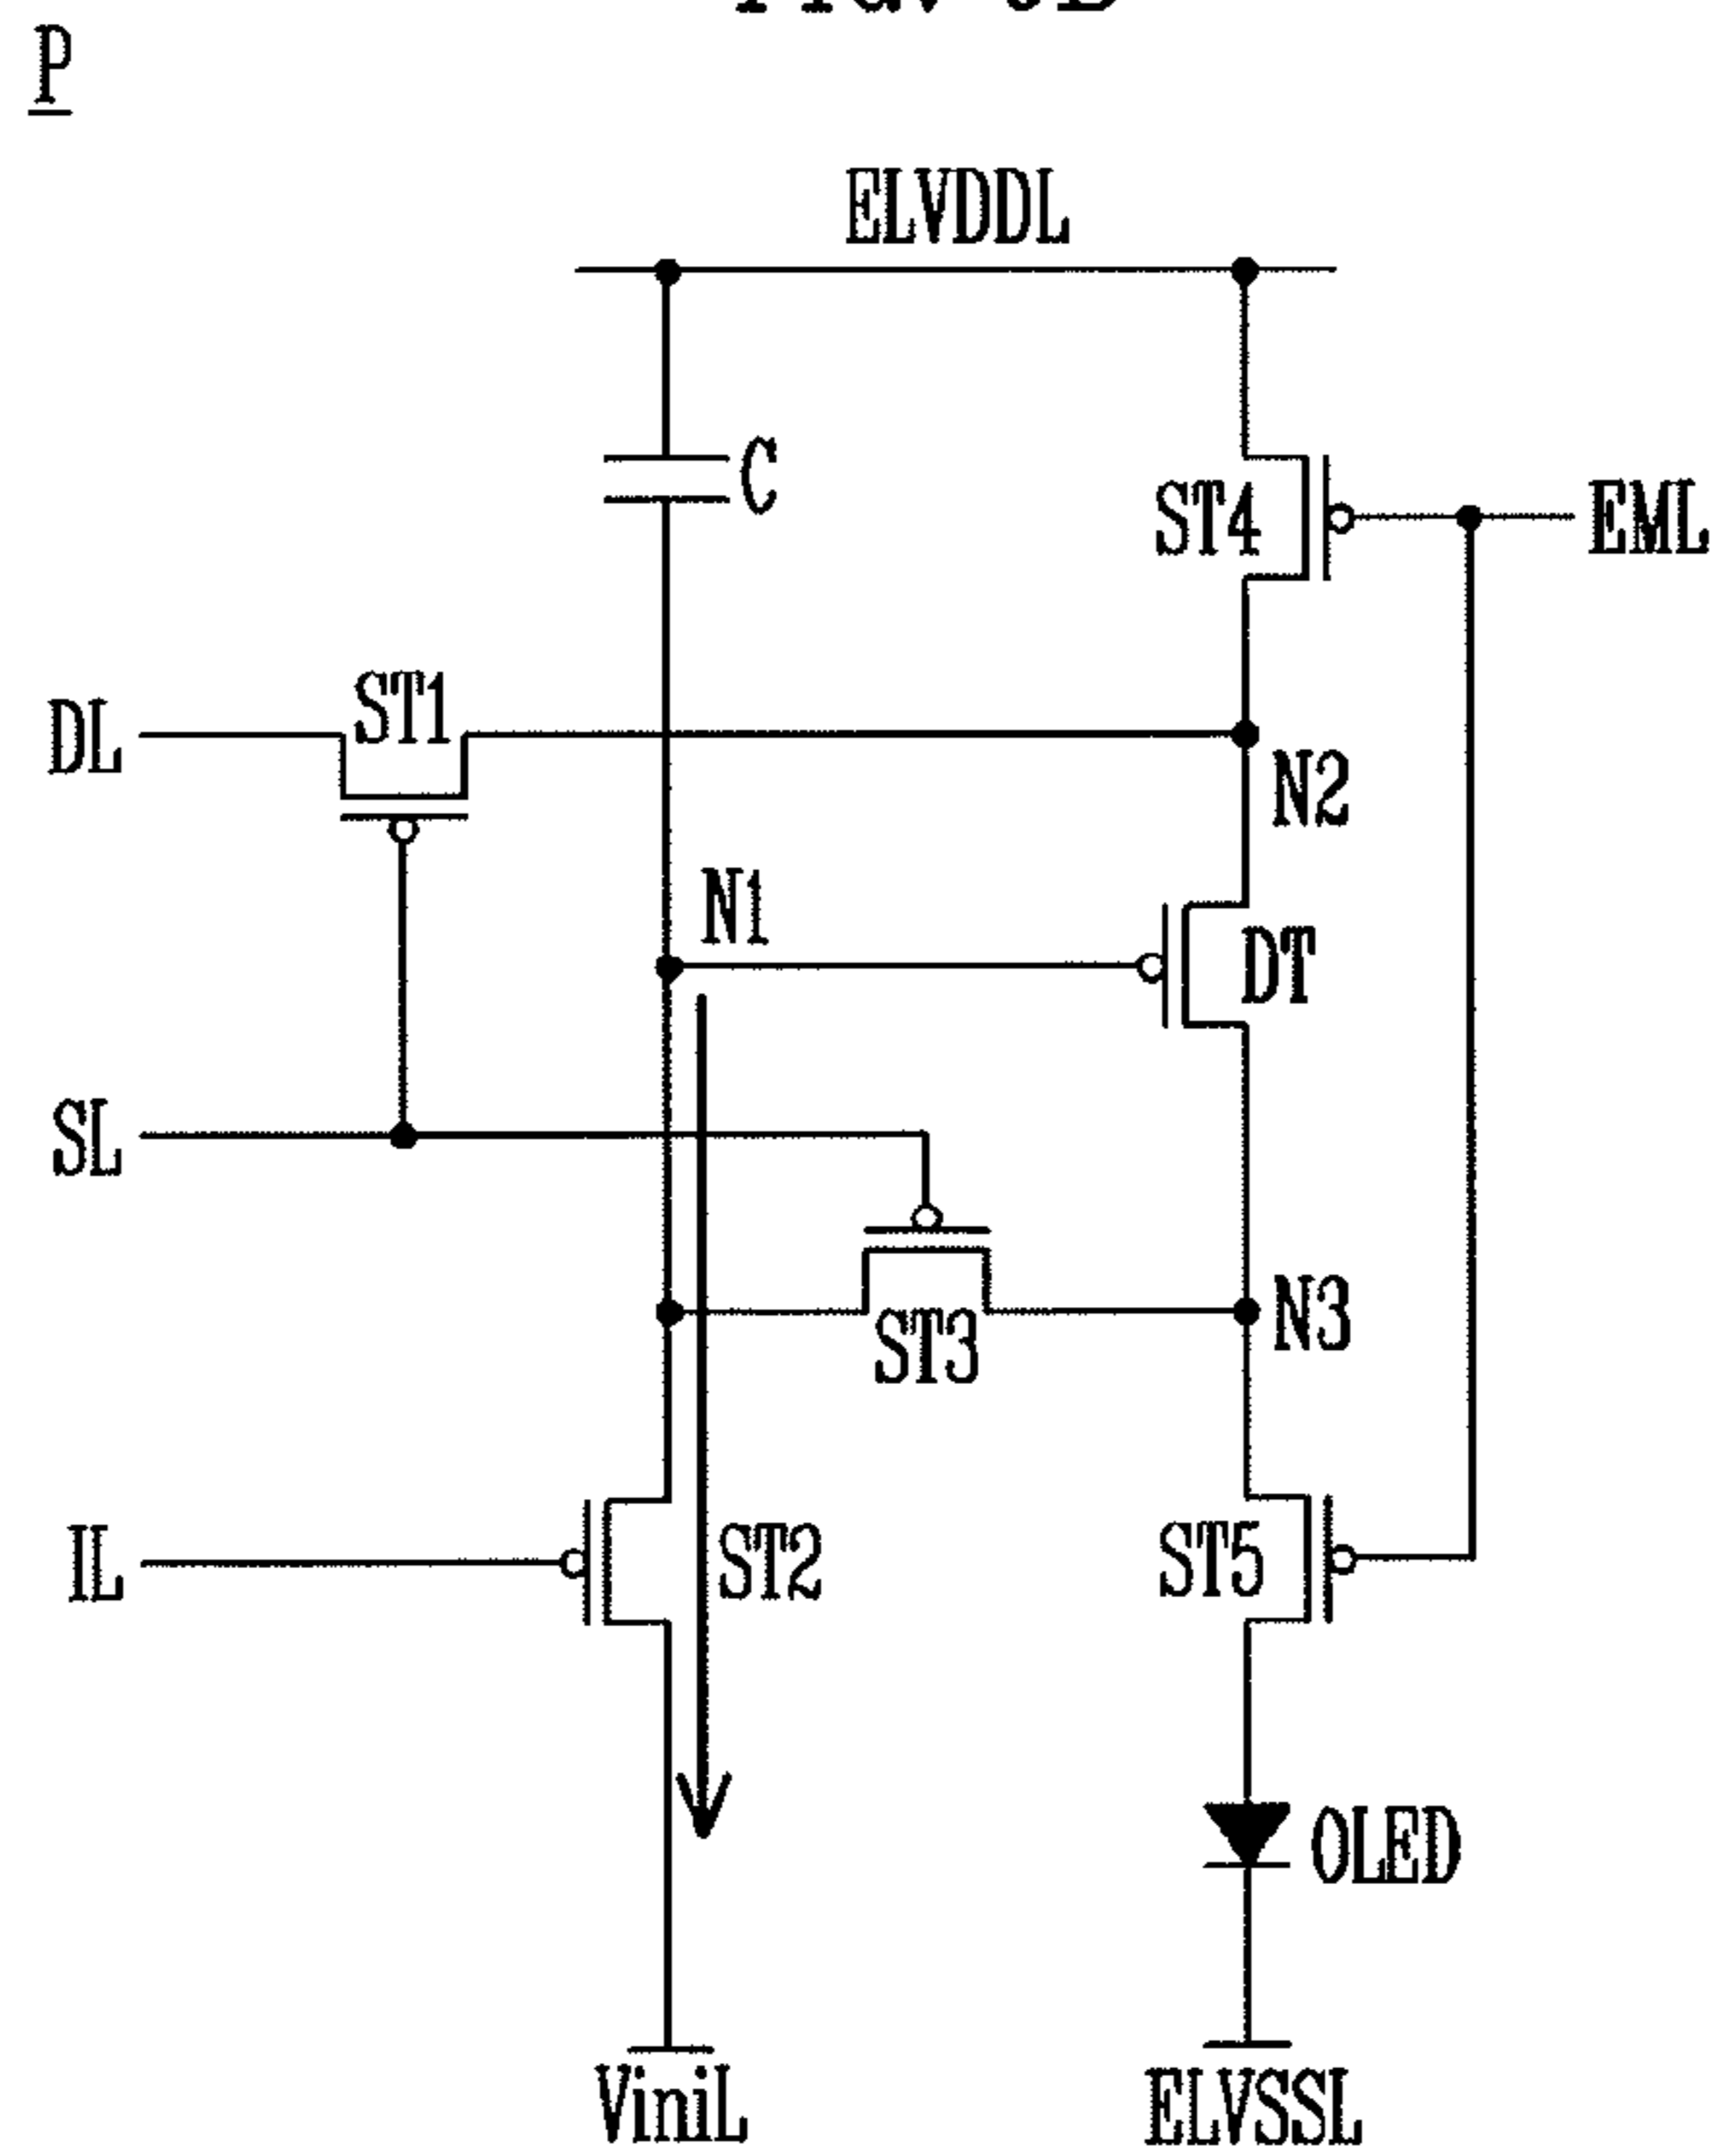 P
ELVDDL
C
ST4
EML
DL
ST1
N2
N1
DT
SL
N3
ST3
IL
ST2
ST5
OLED
ViniL
ELVSSL